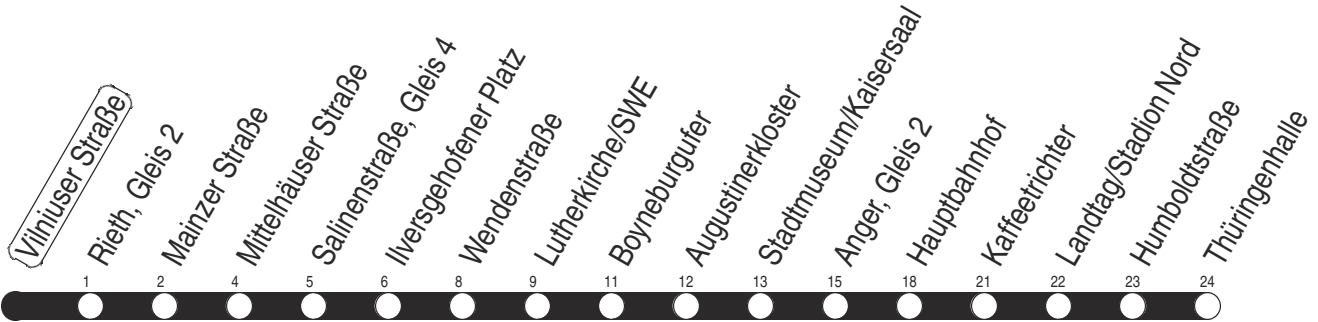 Vilniuser Straße
Rieth, Gleis 2
Mainzer Straße
Mittelhäuser Straße
Salinenstraße, Gleis 4
Ilversgehofener Platz
Wendenstraße
Lutherkirche/SWE
Boyneburgufer
Augustinerkloster
Stadtmuseum/Kaisersaal
Anger, Gleis 2
Hauptbahnhof
Kaffeetrichter
Landtag/Stadion Nord
Humboldtstraße
Thüringenhalle
1 2 4 5 6 8 9 11 12 13 15 18 21 22 23 24